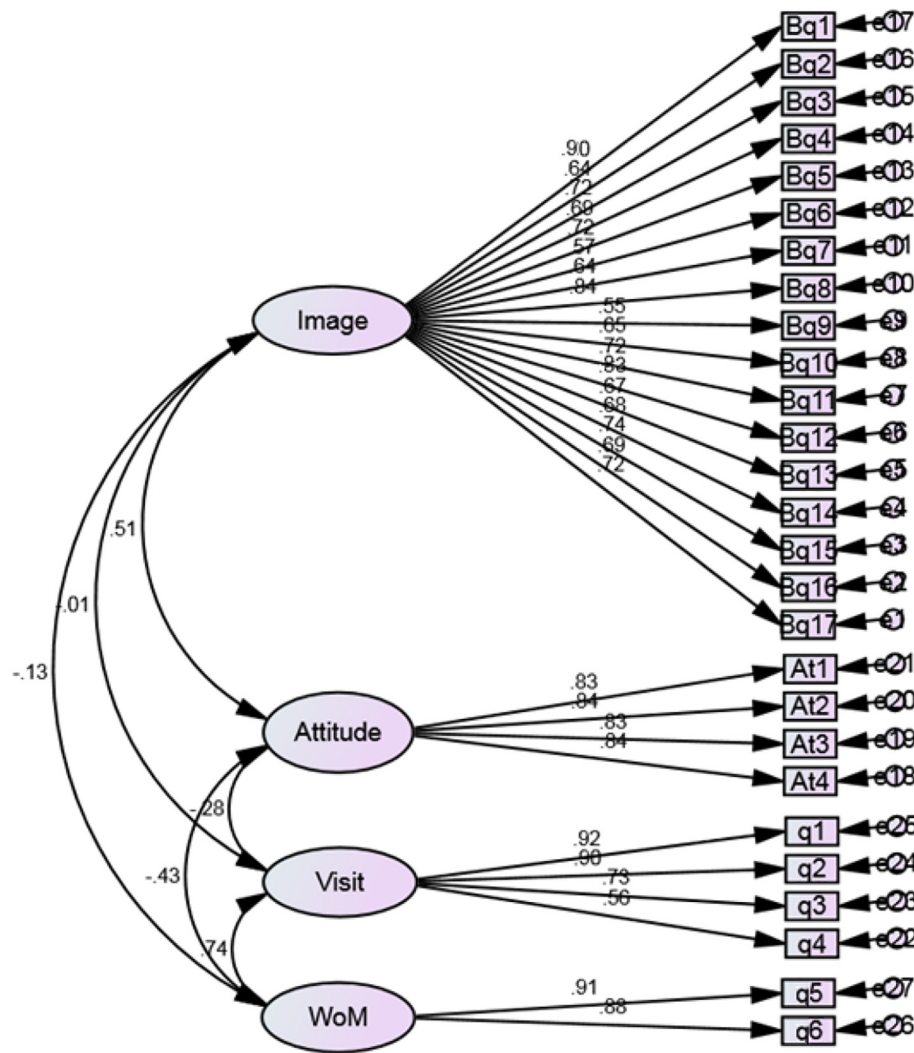 Bq1 e17
Bq2 e16
Bq3 e15
Bq4 e14
.90
Bq5 e13
.64
.72
Bq6 e12
.69
.72
Bq7 e11
.57
.64
Bq8 e10
.84
Image
.55
Bq9 e9
.65
.72
Bq10 e8
.83
Bq11 e7
.67
.68
Bq12 e6
.74
.69
Bq13 e5
.72
Bq14 e4
.51
Bq15 e3
Bq16 e2
-.01
Bq17 e1
-.13
At1 e21
.83
.84
At2 e20
.83
Attitude
At3 e19
.84
At4 e18
-.28
q1 e25
.92
.90
q2 e24
-.43
.73
Visit
.56
q3 e23
q4 e22
.74
q5 e27
.91
.88
WoM
q6 e26